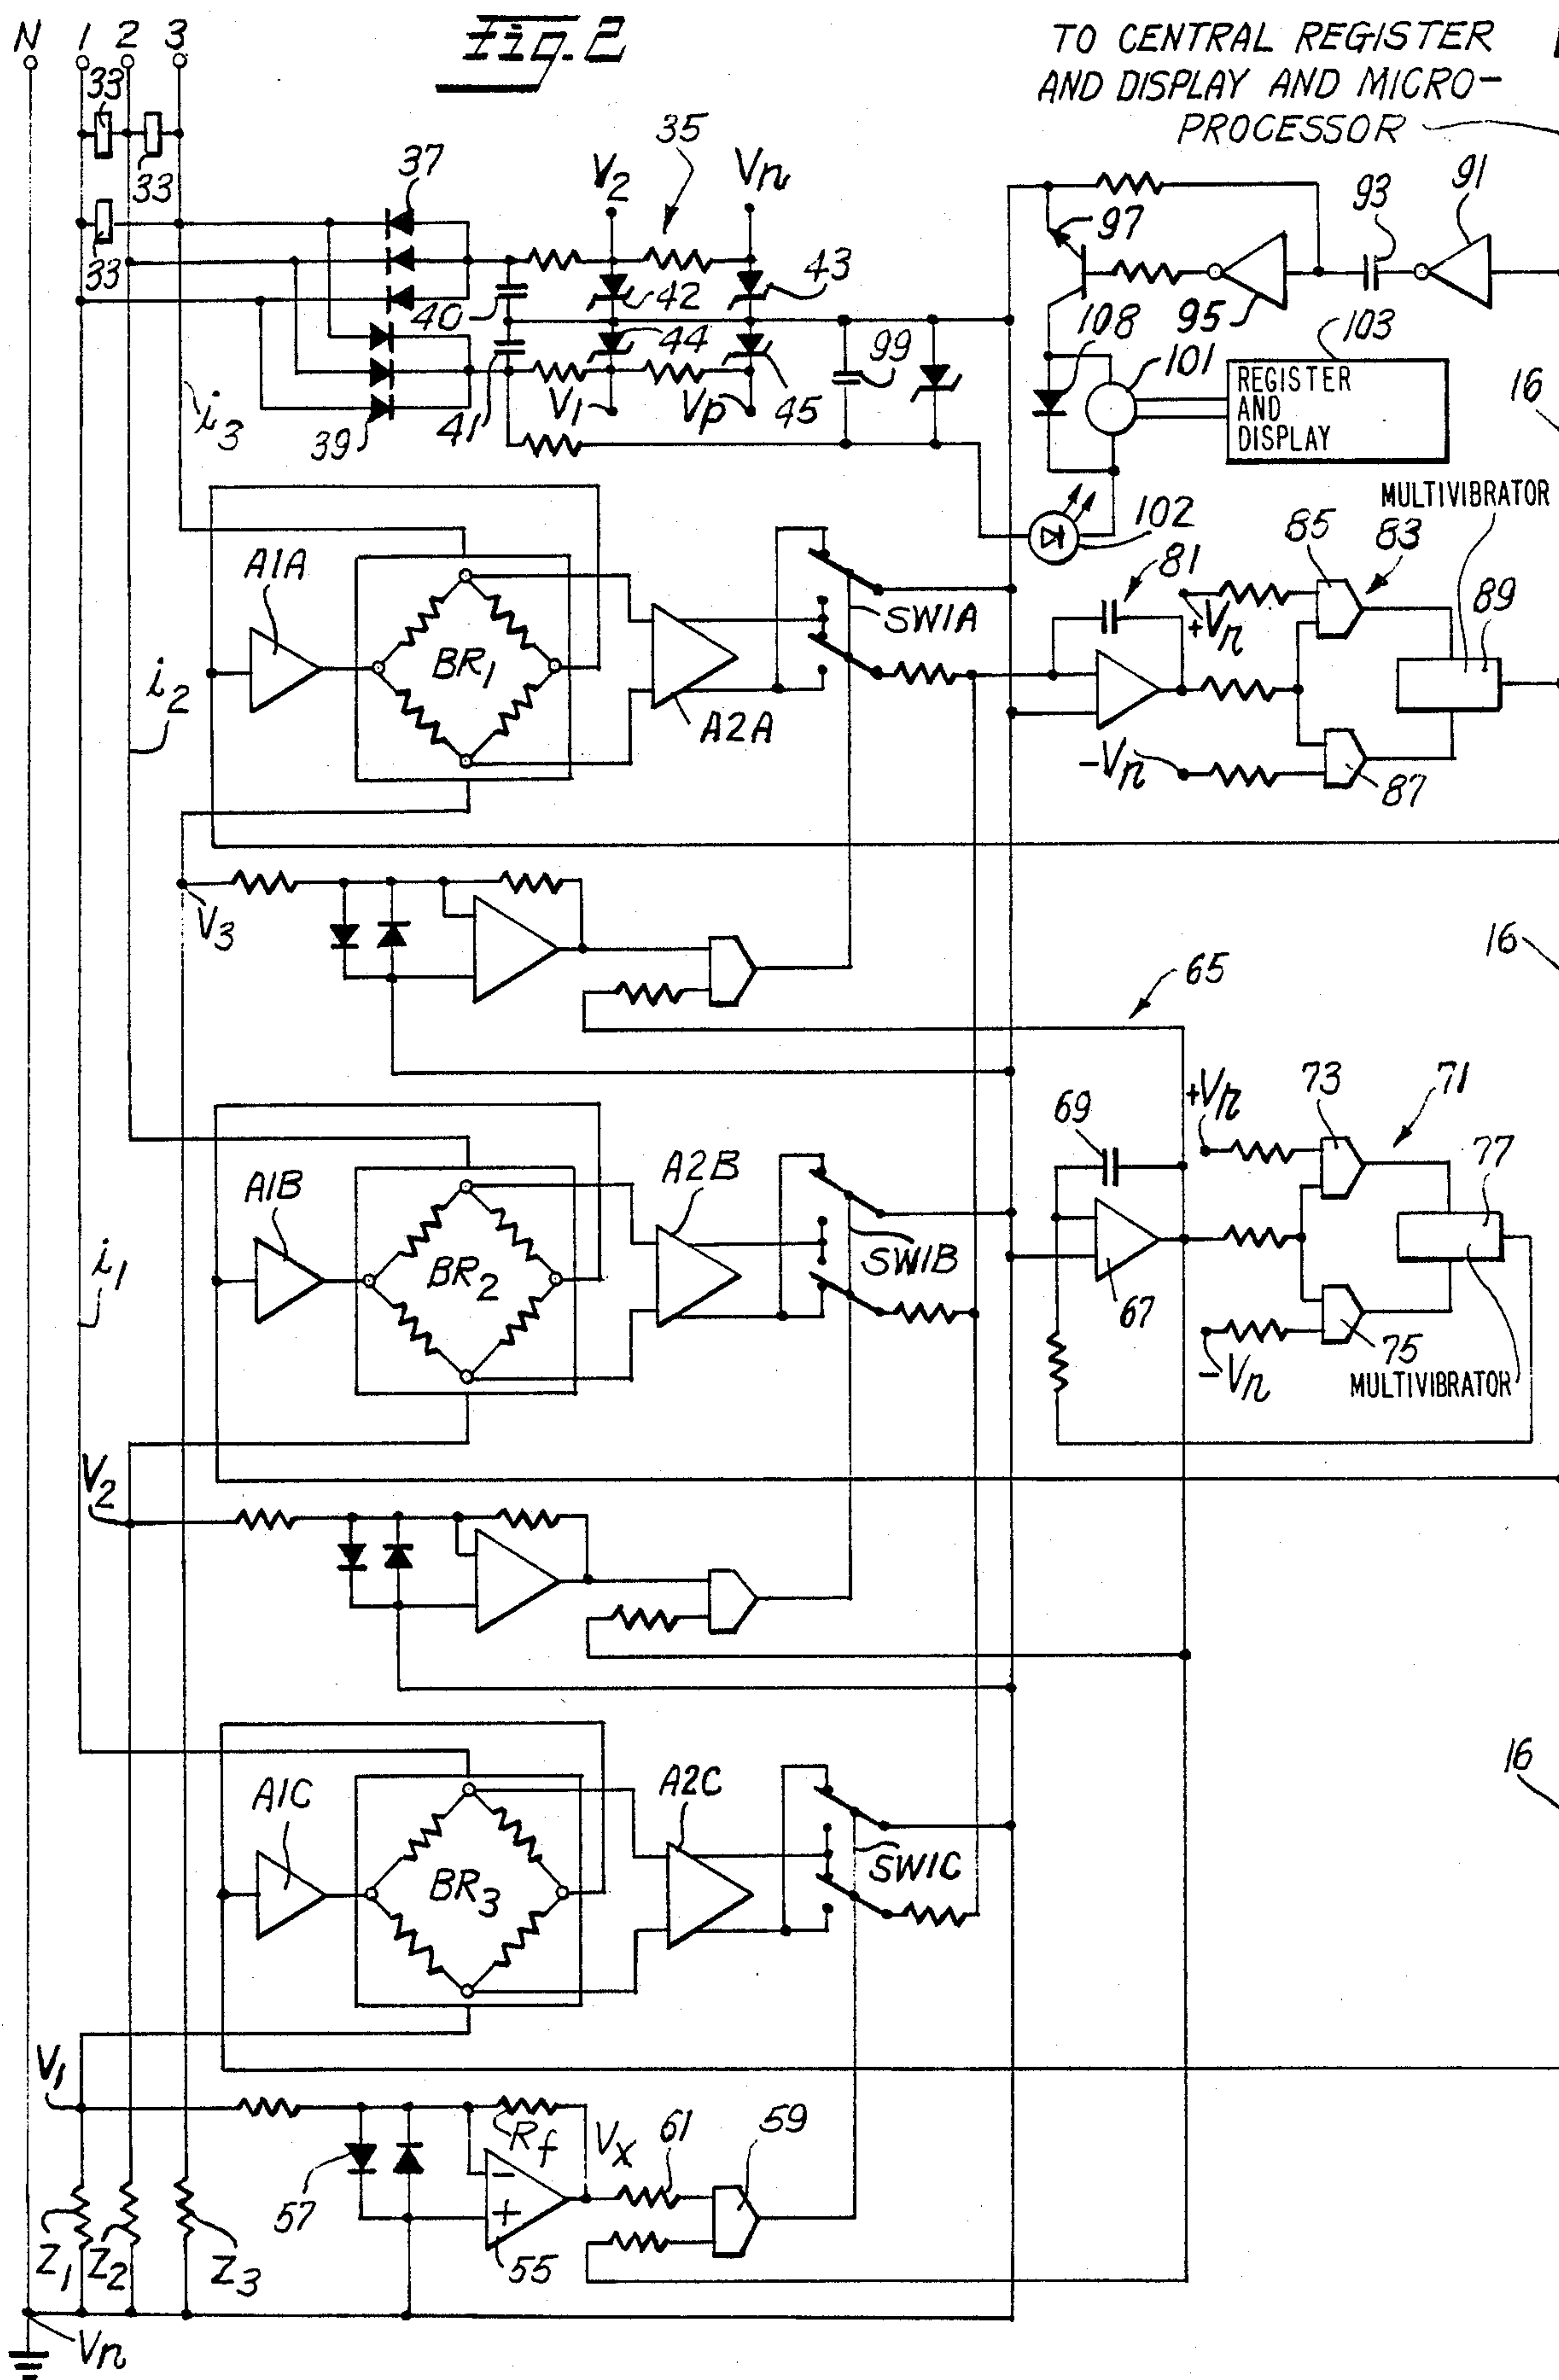 Fig. 2
N 1 2 3
TO CENTRAL REGISTER
AND DISPLAY AND MICRO-
PROCESSOR
33
33
33
37
35
V2
Vn
97
93
91
40
42
43
44
41
V1
Vp
45
99
39
i3
108
95
101
103
REGISTER
AND
DISPLAY
16
MULTIVIBRATOR
102
81
85
83
89
+Vn
-Vn
87
A1A
BR1
A2A
SW1A
i2
V3
16
65
69
+Vn
73
71
77
67
75
-Vn
MULTIVIBRATOR
A1B
BR2
A2B
SW1B
i1
V2
16
A1C
BR3
A2C
SW1C
V1
57
Rf
Vx
61
59
-
+
55
Z1
Z2
Z3
Vn